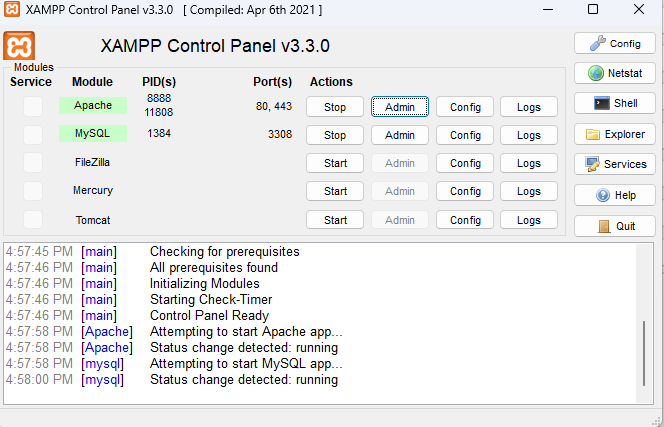 XAMPP Control Panel v3.3.0 [ Compiled: Apr 6th 2021 ]
XAMPP Control Panel v3.3.0
Config
Modules
Service Module PID(s) Port(s) Actions
Netstat
Apache 8888 11808 80, 443 Stop Admin Config Logs
Shell
MySQL 1384 3308 Stop Admin Config Logs
Explorer
FileZilla Start Admin Config Logs
Services
Mercury Start Admin Config Logs
Help
Tomcat Start Admin Config Logs
Quit
4:57:45 PM [main] Checking for prerequisites
4:57:46 PM [main] All prerequisites found
4:57:46 PM [main] Initializing Modules
4:57:46 PM [main] Starting Check-Timer
4:57:46 PM [main] Control Panel Ready
4:57:58 PM [Apache] Attempting to start Apache app...
4:57:58 PM [Apache] Status change detected: running
4:57:58 PM [mysql] Attempting to start MySQL app...
4:58:00 PM [mysql] Status change detected: running